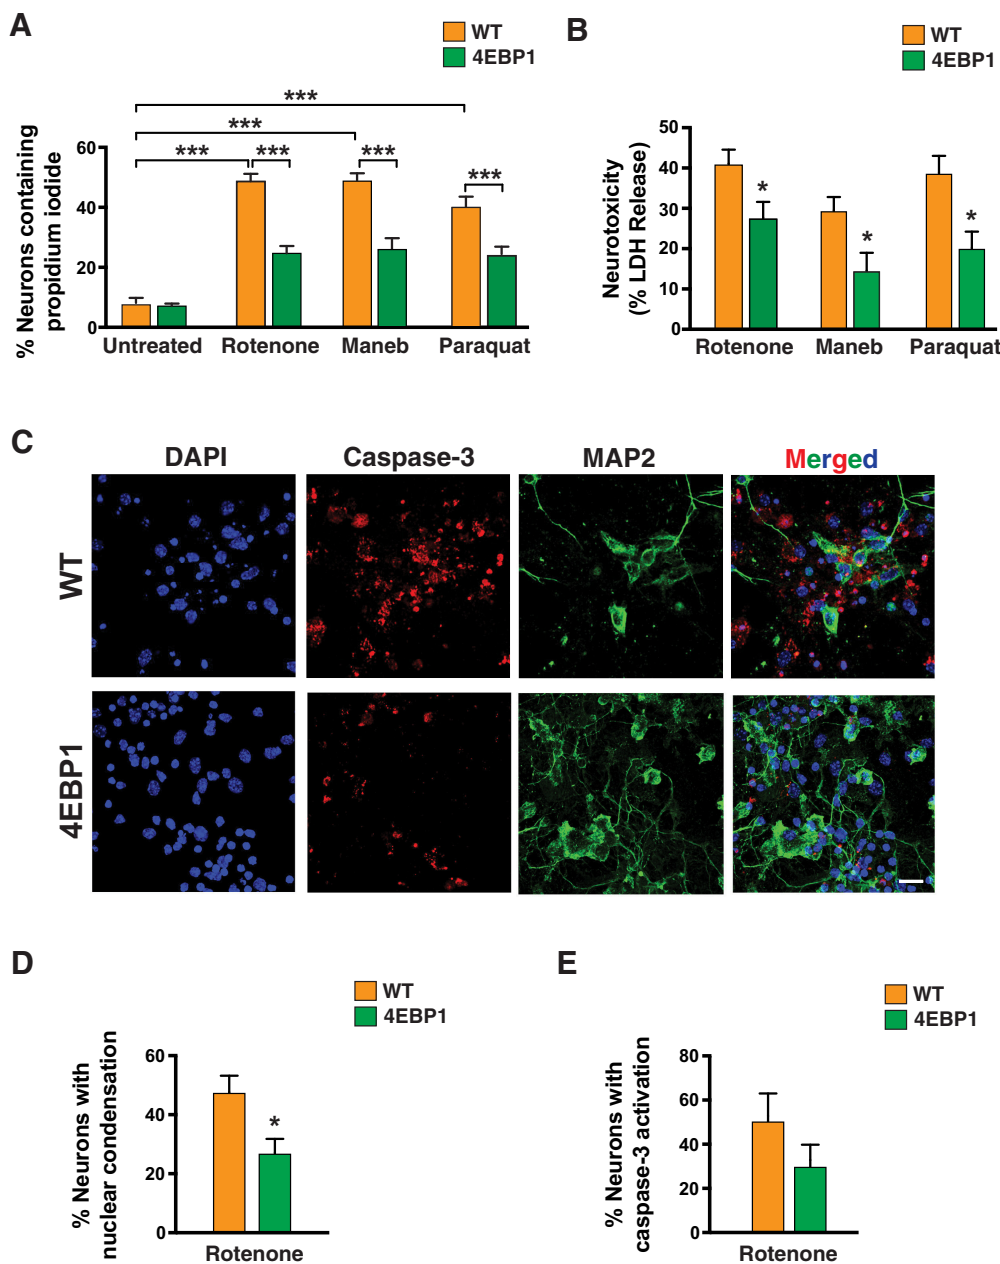 A
WT
4EBP1
***
***
***
***
***
***
% Neurons containing
propidium iodide
60
40
20
0
Untreated
Rotenone
Maneb
Paraquat
B
WT
4EBP1
Neurotoxicity
(% LDH Release)
50
40
30
20
10
0
*
*
*
Rotenone
Maneb
Paraquat
C
DAPI
Caspase-3
MAP2
Merged
WT
4EBP1
D
WT
4EBP1
% Neurons with
nuclear condensation
60
40
20
0
*
Rotenone
E
WT
4EBP1
% Neurons with
caspase-3 activation
80
60
40
20
0
Rotenone